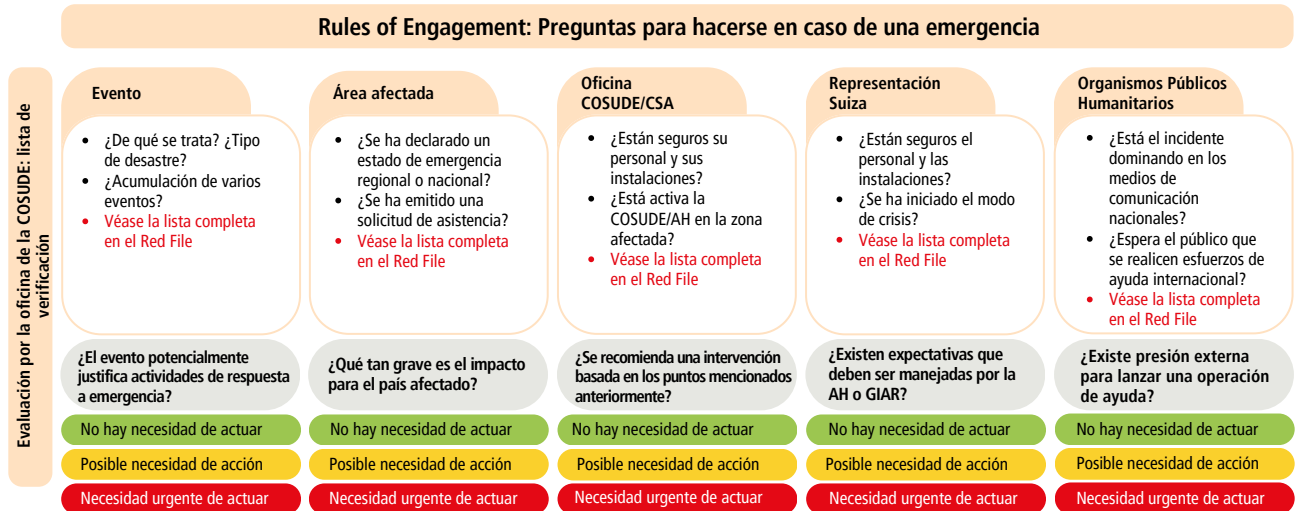 Rules of Engagement: Preguntas para hacerse en caso de una emergencia
Evaluación por la oficina de la COSUDE: lista de
verificación
Evento
• ¿De qué se trata? ¿Tipo
de desastre?
• ¿Acumulación de varios
eventos?
• Véase la lista completa
en el Red File
¿El evento potencialmente
justifica actividades de respuesta
a emergencia?
No hay necesidad de actuar
Posible necesidad de acción
Necesidad urgente de actuar
Área afectada
• ¿Se ha declarado un
estado de emergencia
regional o nacional?
• ¿Se ha emitido una
solicitud de asistencia?
• Véase la lista completa
en el Red File
¿Qué tan grave es el impacto
para el país afectado?
No hay necesidad de actuar
Posible necesidad de acción
Necesidad urgente de actuar
Oficina
COSUDE/CSA
• ¿Están seguros su
personal y sus
instalaciones?
• ¿Está activa la
COSUDE/AH en la zona
afectada?
• Véase la lista completa
en el Red File
¿Se recomienda una intervención
basada en los puntos mencionados
anteriormente?
No hay necesidad de actuar
Posible necesidad de acción
Necesidad urgente de actuar
Representación
Suiza
• ¿Están seguros el
personal y las
instalaciones?
• ¿Se ha iniciado el modo
de crisis?
• Véase la lista completa
en el Red File
¿Existen expectativas que
deben ser manejadas por la
AH o GIAR?
No hay necesidad de actuar
Posible necesidad de acción
Necesidad urgente de actuar
Organismos Públicos
Humanitarios
• ¿Está el incidente
dominando en los
medios de
comunicación
nacionales?
• ¿Espera el público que
se realicen esfuerzos de
ayuda internacional?
• Véase la lista completa
en el Red File
¿Existe presión externa
para lanzar una operación
de ayuda?
No hay necesidad de actuar
Posible necesidad de acción
Necesidad urgente de actuar